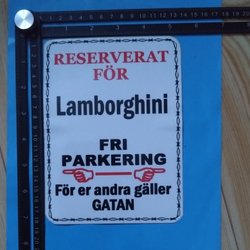 RESERVERAT
FÖR
Lamborghini
FRI
PARKERING
För er andra gäller
GATAN